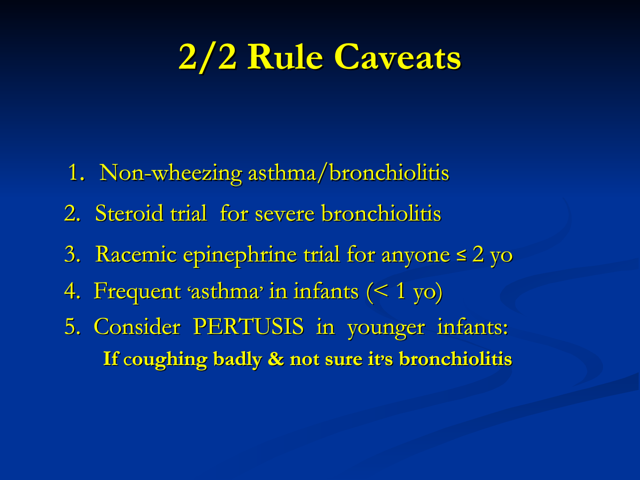 2/2 Rule Caveats
1. Non-wheezing asthma/bronchiolitis
2. Steroid trial for severe bronchiolitis
3. Racemic epinephrine trial for anyone ≤ 2 yo
4. Frequent ‘asthma’ in infants (< 1 yo)
5. Consider PERTUSIS in younger infants:
If coughing badly & not sure it’s bronchiolitis